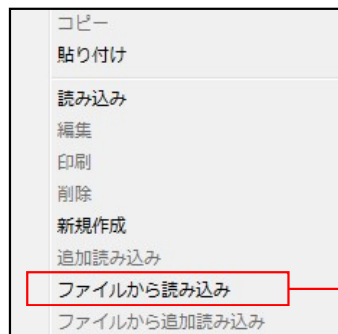 コピー
貼り付け
読み込み
編集
印刷
削除
新規作成
追加読み込み
ファイルから読み込み
ファイルから追加読み込み